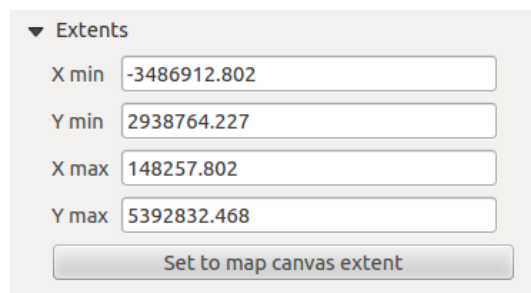 Extents
X min -3486912.802
Y min 2938764.227
X max 148257.802
Y max 5392832.468
Set to map canvas extent